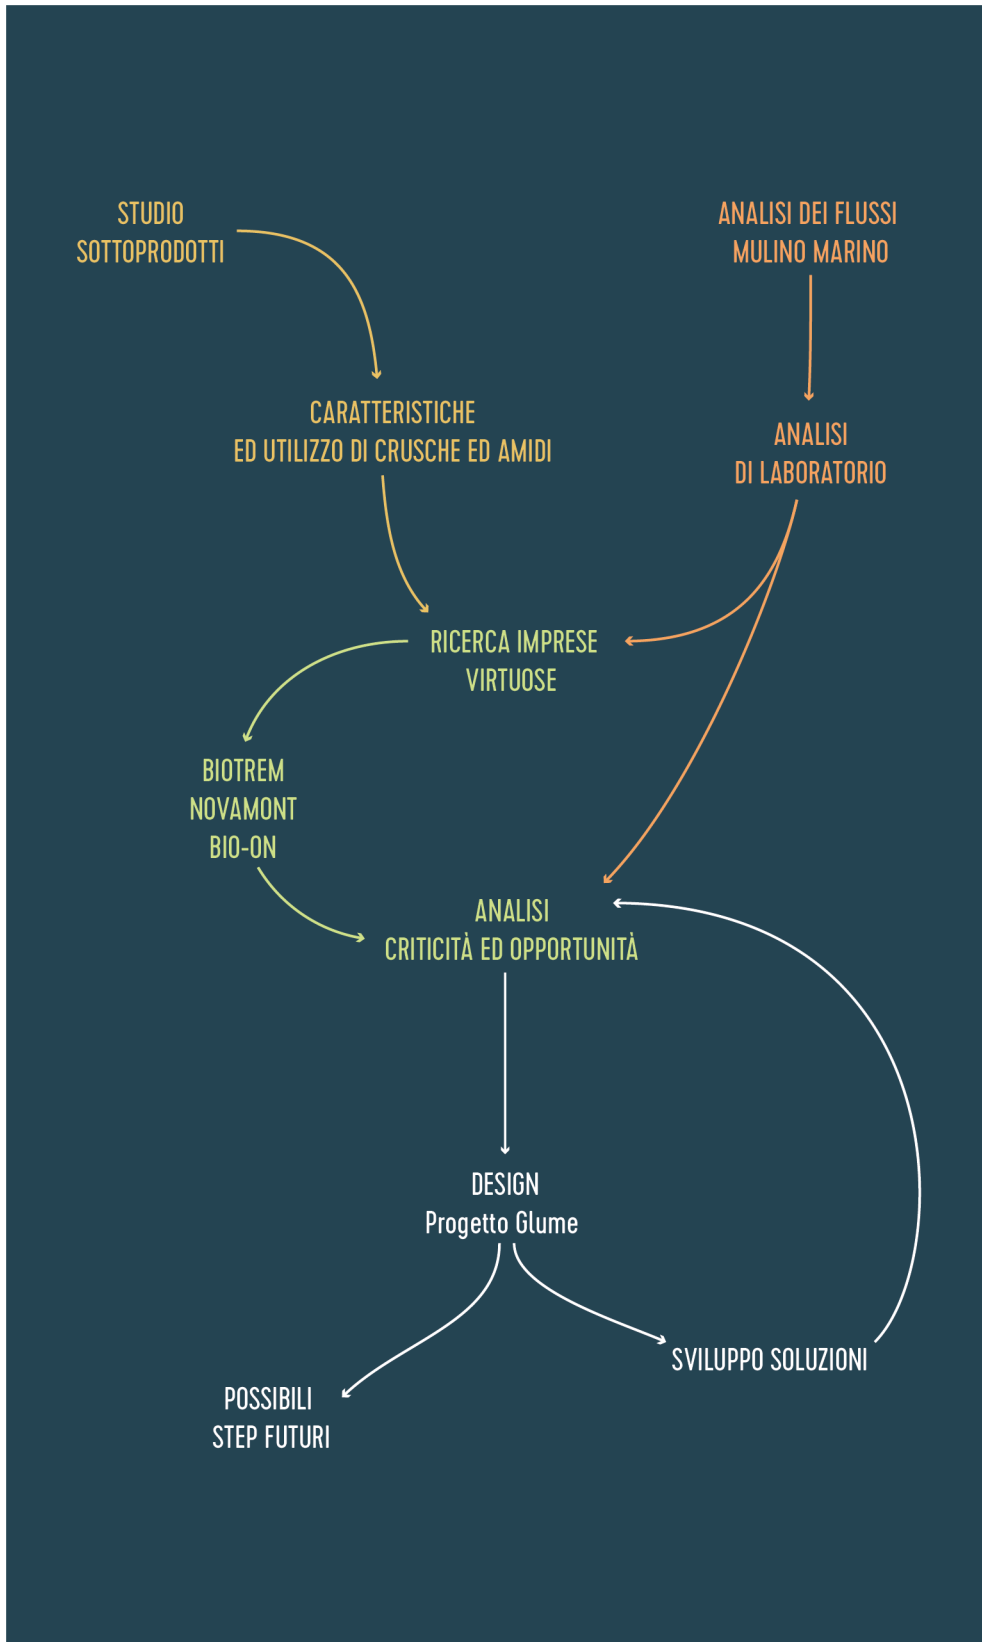 STUDIO
SOTTOPRODOTTI
ANALISI DEI FLUSSI
MULINO MARINO
CARATTERISTICHE
ED UTILIZZO DI CRUSCHE ED AMIDI
ANALISI
DI LABORATORIO
RICERCA IMPRESE
VIRTUOSE
BIOTREM
NOVAMONT
BIO-ON
ANALISI
CRITICITÀ ED OPPORTUNITÀ
DESIGN
Progetto Glume
SVILUPPO SOLUZIONI
POSSIBILI
STEP FUTURI